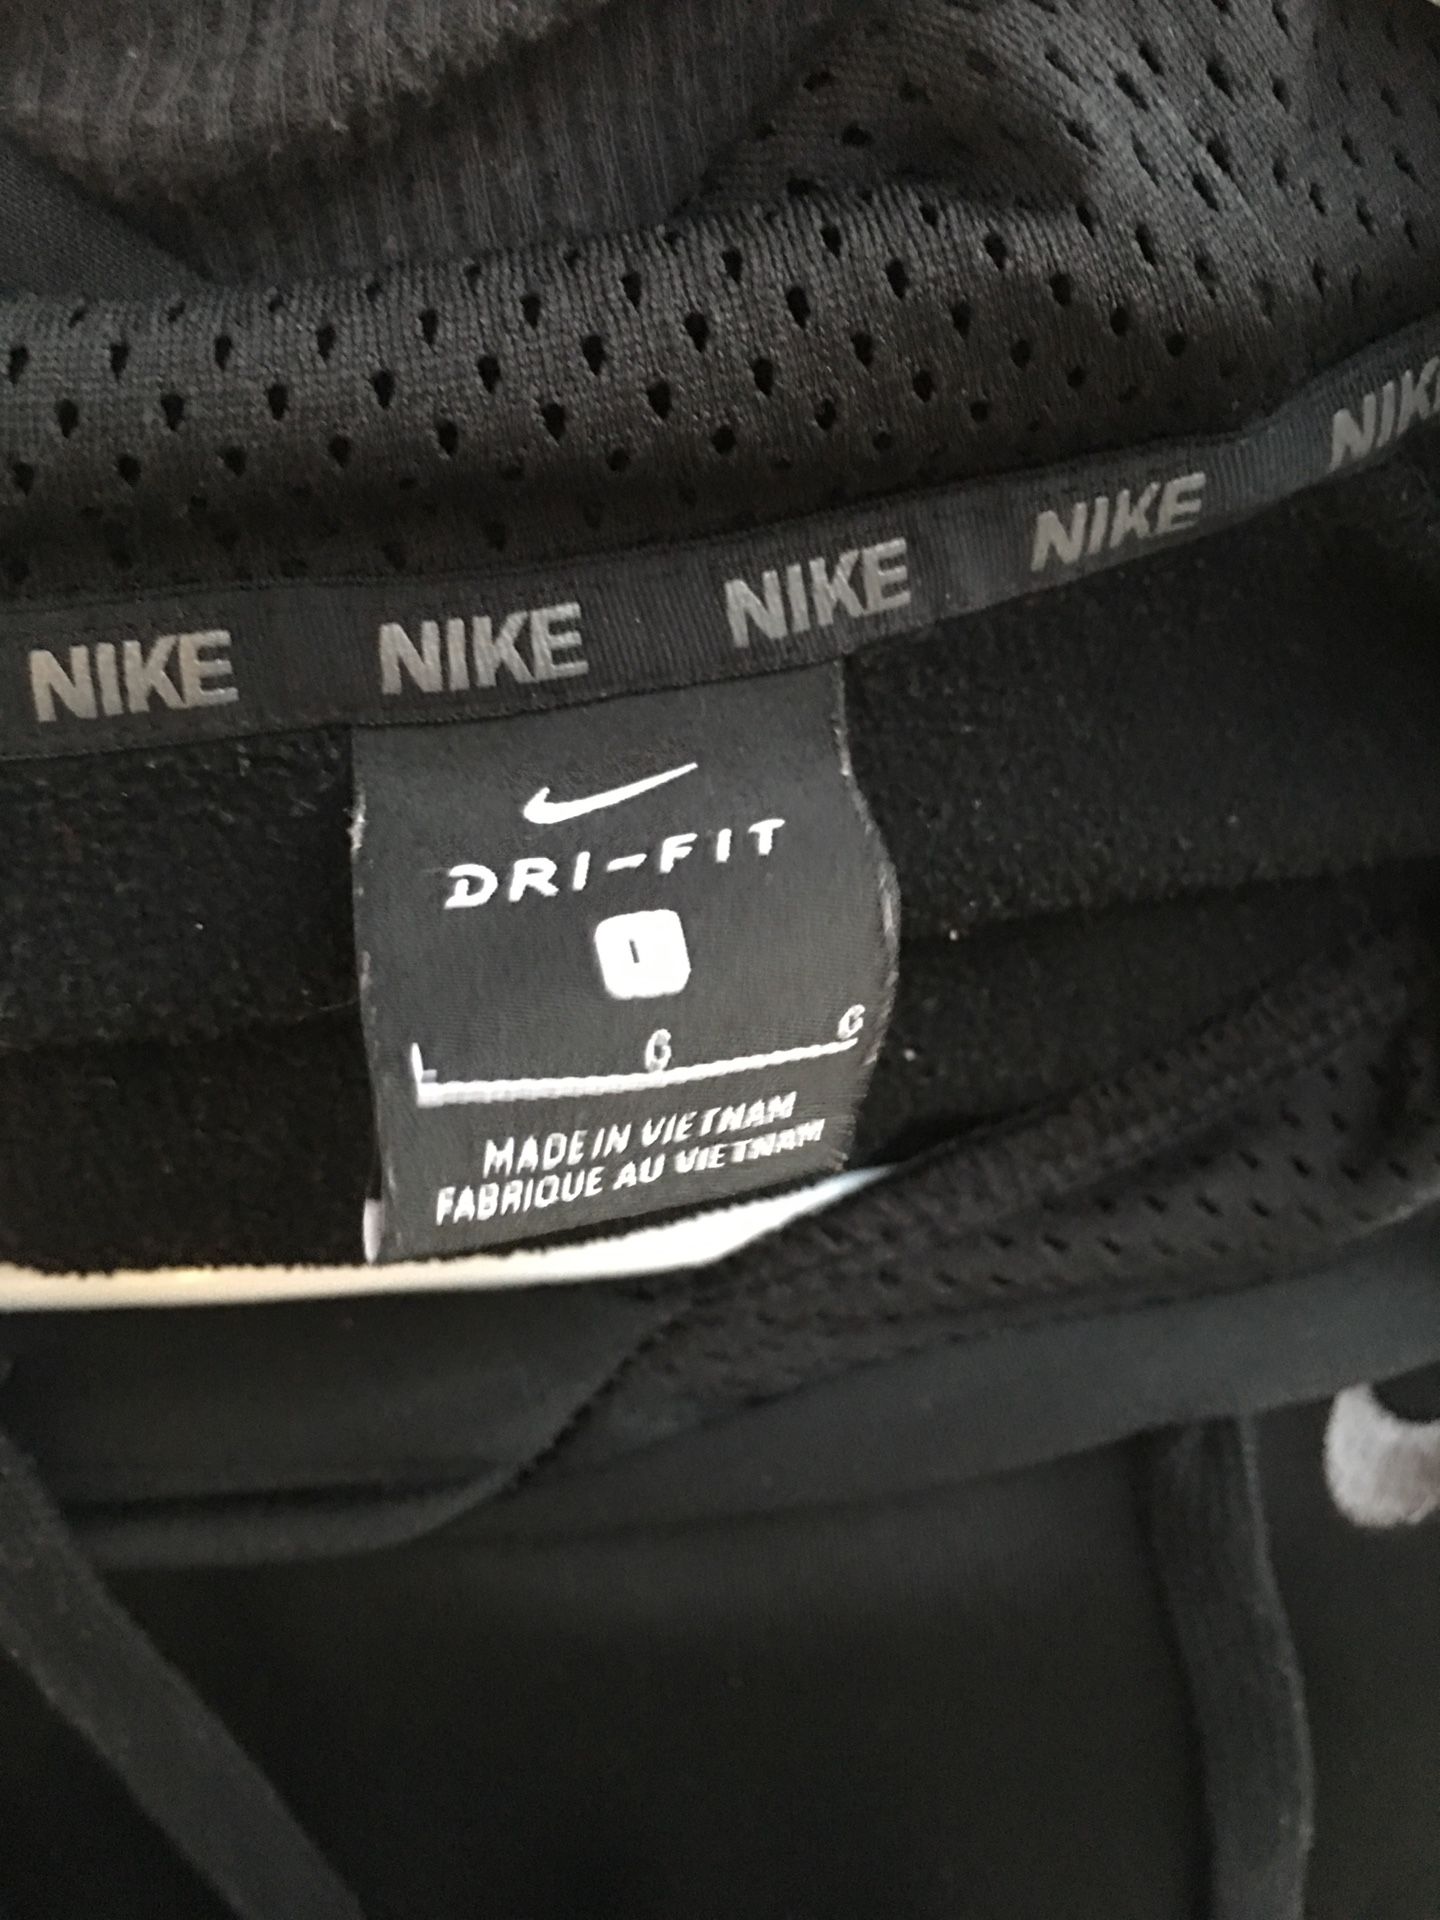 NIKE NIKE NIKE NIKE NIKE
DRI-FIT
L
L G G
MADE IN VIETNAM
FABRIQUE AU VIETNAM